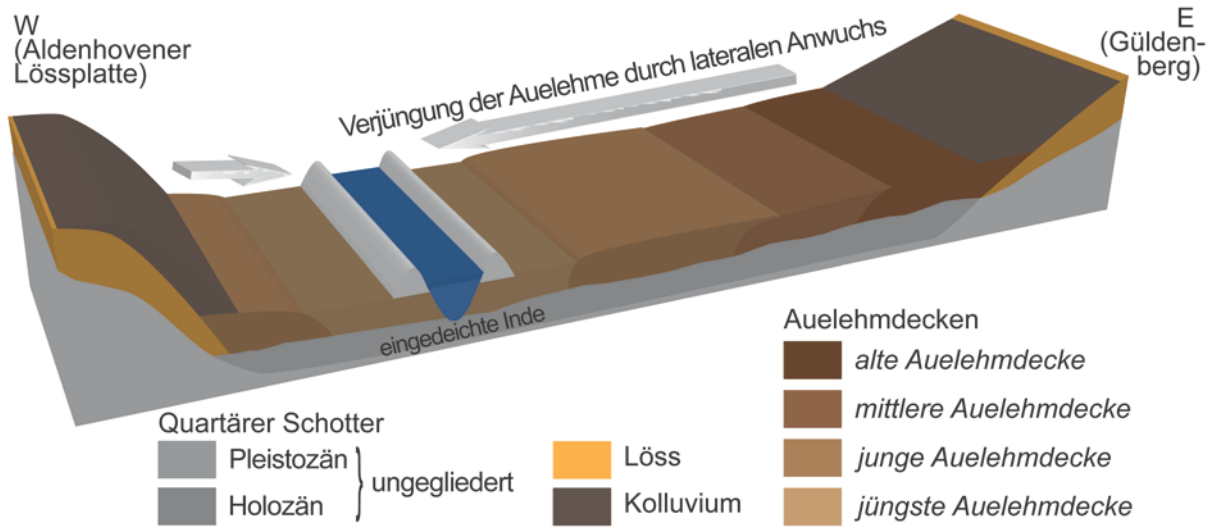 W
(Aldenhovener
Lössplatte)
E
(Gülden-
berg)
Verjüngung der Auelehme durch lateralen Anwuchs
eingedeichte Inde
Quartärer Schotter
Pleistozän
Holozän
ungegliedert
Löss
Kolluvium
Auelehmdecken
alte Auelehmdecke
mittlere Auelehmdecke
junge Auelehmdecke
jüngste Auelehmdecke